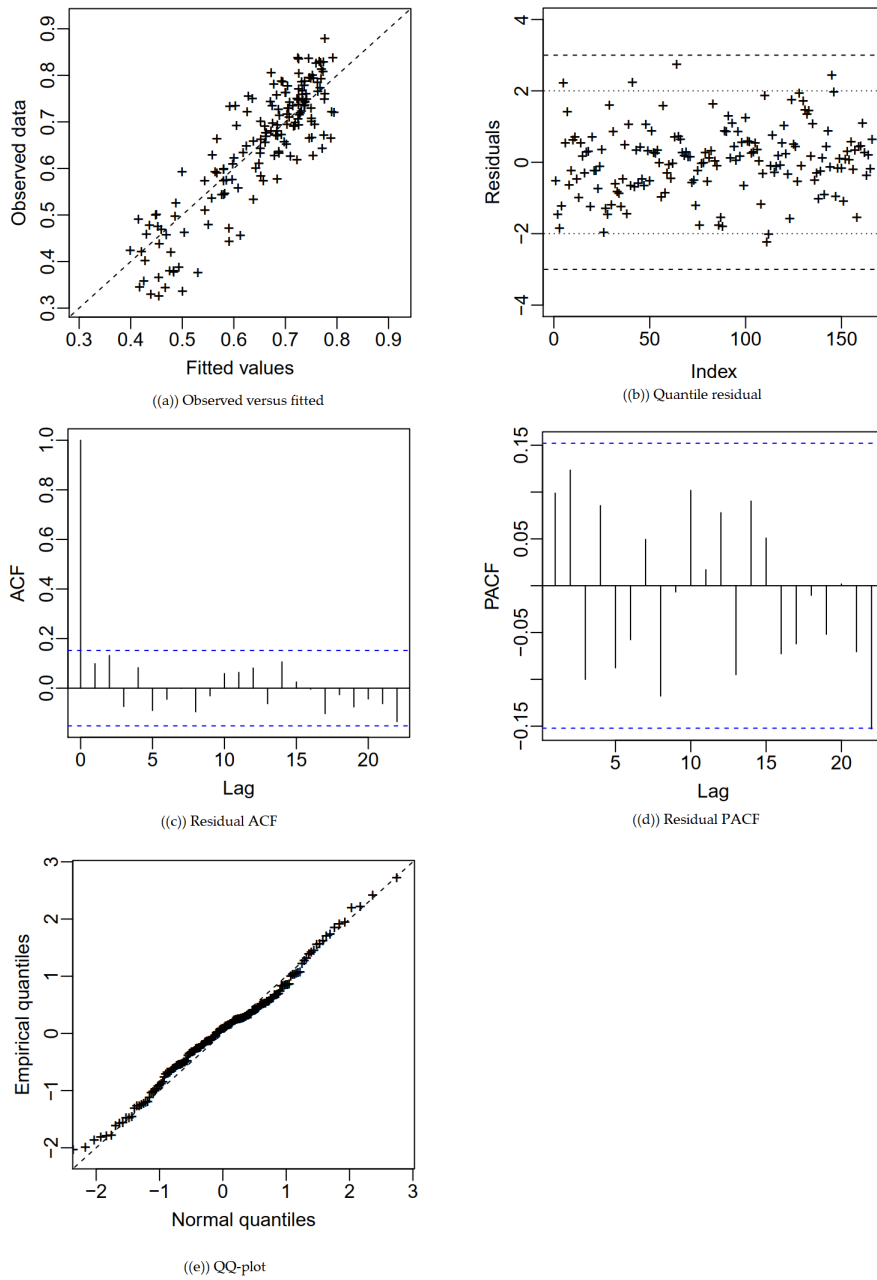 0.9
0.8
0.7
0.6
0.5
0.4
0.3
Observed data
0.3 0.4 0.5 0.6 0.7 0.8 0.9
Fitted values
((a)) Observed versus fitted
4
2
0
−2
−4
Residuals
0 50 100 150
Index
((b)) Quantile residual
1.0
0.8
0.6
0.4
0.2
0.0
ACF
0 5 10 15 20
Lag
((c)) Residual ACF
0.15
0.05
−0.05
−0.15
PACF
5 10 15 20
Lag
((d)) Residual PACF
3
2
1
0
−1
−2
Empirical quantiles
−2 −1 0 1 2 3
Normal quantiles
((e)) QQ-plot